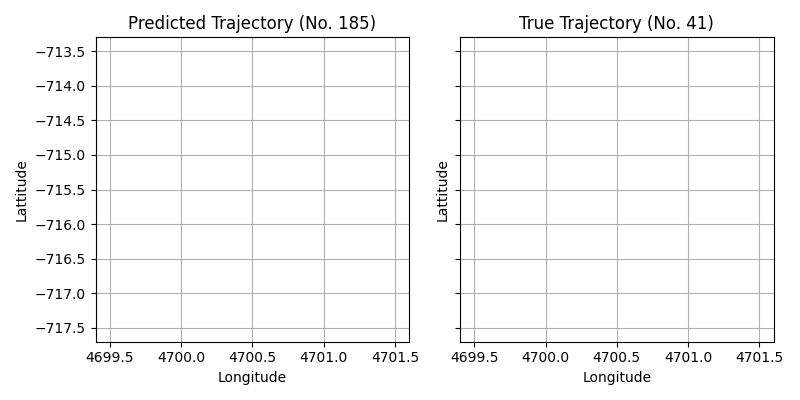 Predicted Trajectory (No. 185)
True Trajectory (No. 41)
−713.5
−714.0
−714.5
−715.0
−715.5
−716.0
−716.5
−717.0
−717.5
Lattitude
Lattitude
4699.5 4700.0 4700.5 4701.0 4701.5
4699.5 4700.0 4700.5 4701.0 4701.5
Longitude
Longitude